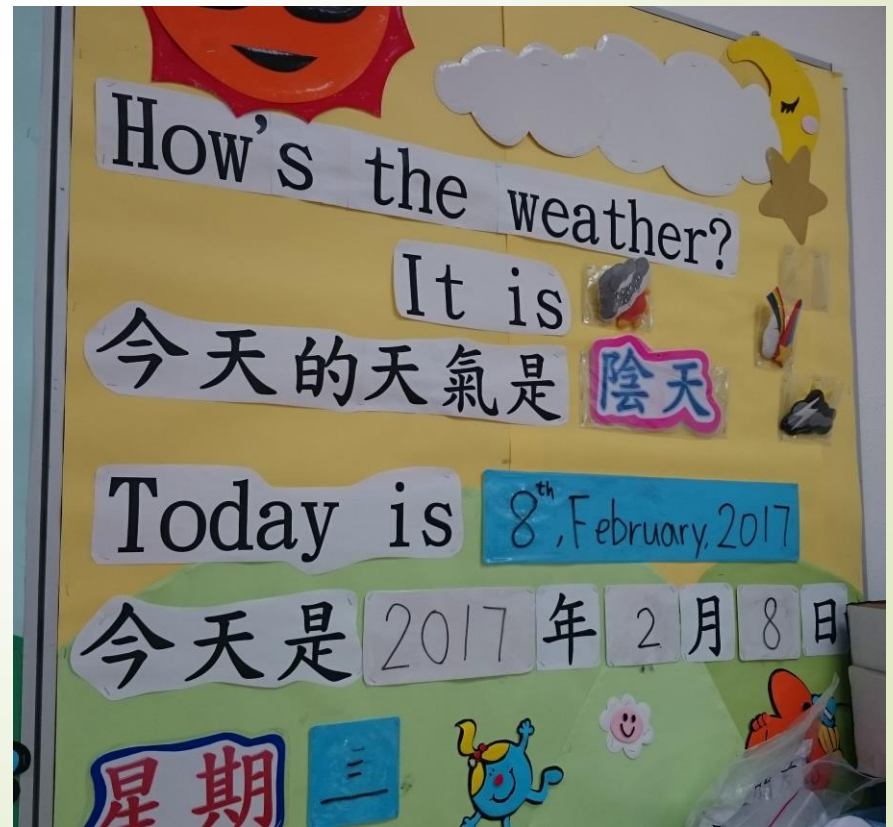 How's the weather?
It is
今天的天氣是 陰天
Today is 8th, February, 2017
今天是 2017 年 2 月 8 日
星期 三